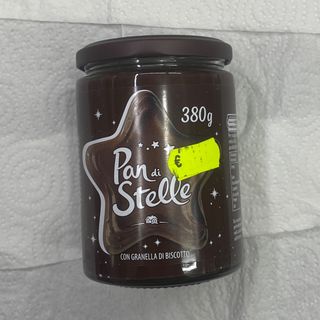 380g
€
Pan di
Stelle
CON GRANELLA DI BISCOTTO